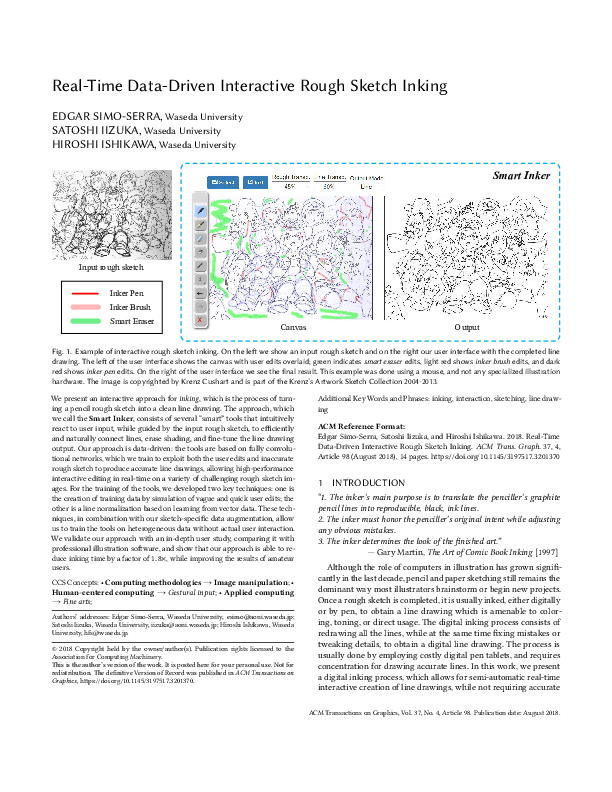 Real-Time Data-Driven Interactive Rough Sketch Inking
EDGAR SIMO-SERRA, Waseda University
SATOSHI IIZUKA, Waseda University
HIROSHI ISHIKAWA, Waseda University
Input rough sketch
Inker Pen
Inker Brush
Smart Eraser
Rough Transp.
Line Transp.
Output Mode
45%
60%
Line
Smart Inker
Canvas
Output
Fig. 1. Example of interactive rough sketch inking. On the left we show an input rough sketch and on the right our user interface with the completed line
drawing. The left of the user interface shows the canvas with user edits overlaid; green indicates smart eraser edits, light red shows inker brush edits, and dark
red shows inker pen edits. On the right of the user interface we see the final result. This example was done using a mouse, and not any specialized illustration
hardware. The image is copyrighted by Krenz Cushart and is part of the Krenz's Artwork Sketch Collection 2004-2013.
We present an interactive approach for inking, which is the process of turn-
ing a pencil rough sketch into a clean line drawing. The approach, which
we call the Smart Inker, consists of several "smart" tools that intuitively
react to user input, while guided by the input rough sketch, to efficiently
and naturally connect lines, erase shading, and fine-tune the line drawing
output. Our approach is data-driven: the tools are based on fully convolu-
tional networks, which we train to exploit both the user edits and inaccurate
rough sketch to produce accurate line drawings, allowing high-performance
interactive editing in real-time on a variety of challenging rough sketch im-
ages. For the training of the tools, we developed two key techniques: one is
the creation of training data by simulation of vague and quick user edits; the
other is a line normalization based on learning from vector data. These tech-
niques, in combination with our sketch-specific data augmentation, allow
us to train the tools on heterogeneous data without actual user interaction.
We validate our approach with an in-depth user study, comparing it with
professional illustration software, and show that our approach is able to re-
duce inking time by a factor of 1.8×, while improving the results of amateur
users.
CCS Concepts: • Computing methodologies → Image manipulation; •
Human-centered computing → Gestural input; • Applied computing
→ Fine arts;
Authors' addresses: Edgar Simo-Serra, Waseda University, esimo@aoni.waseda.jp;
Satoshi Iizuka, Waseda University, iizuka@aoni.waseda.jp; Hiroshi Ishikawa, Waseda
University, hfs@waseda.jp.
© 2018 Copyright held by the owner/author(s). Publication rights licensed to the
Association for Computing Machinery.
This is the author's version of the work. It is posted here for your personal use. Not for
redistribution. The definitive Version of Record was published in ACM Transactions on
Graphics, https://doi.org/10.1145/3197517.3201370.
Additional Key Words and Phrases: inking, interaction, sketching, line draw-
ing
ACM Reference Format:
Edgar Simo-Serra, Satoshi Iizuka, and Hiroshi Ishikawa. 2018. Real-Time
Data-Driven Interactive Rough Sketch Inking. ACM Trans. Graph. 37, 4,
Article 98 (August 2018), 14 pages. https://doi.org/10.1145/3197517.3201370
1 INTRODUCTION
"1. The inker's main purpose is to translate the penciller's graphite
pencil lines into reproducible, black, ink lines.
2. The inker must honor the penciller's original intent while adjusting
any obvious mistakes.
3. The inker determines the look of the finished art."
— Gary Martin, The Art of Comic Book Inking [1997]
Although the role of computers in illustration has grown signifi-
cantly in the last decade, pencil and paper sketching still remains the
dominant way most illustrators brainstorm or begin new projects.
Once a rough sketch is completed, it is usually inked, either digitally
or by pen, to obtain a line drawing which is amenable to color-
ing, toning, or direct usage. The digital inking process consists of
redrawing all the lines, while at the same time fixing mistakes or
tweaking details, to obtain a digital line drawing. The process is
usually done by employing costly digital pen tablets, and requires
concentration for drawing accurate lines. In this work, we present
a digital inking process, which allows for semi-automatic real-time
interactive creation of line drawings, while not requiring accurate
ACM Transactions on Graphics, Vol. 37, No. 4, Article 98. Publication date: August 2018.